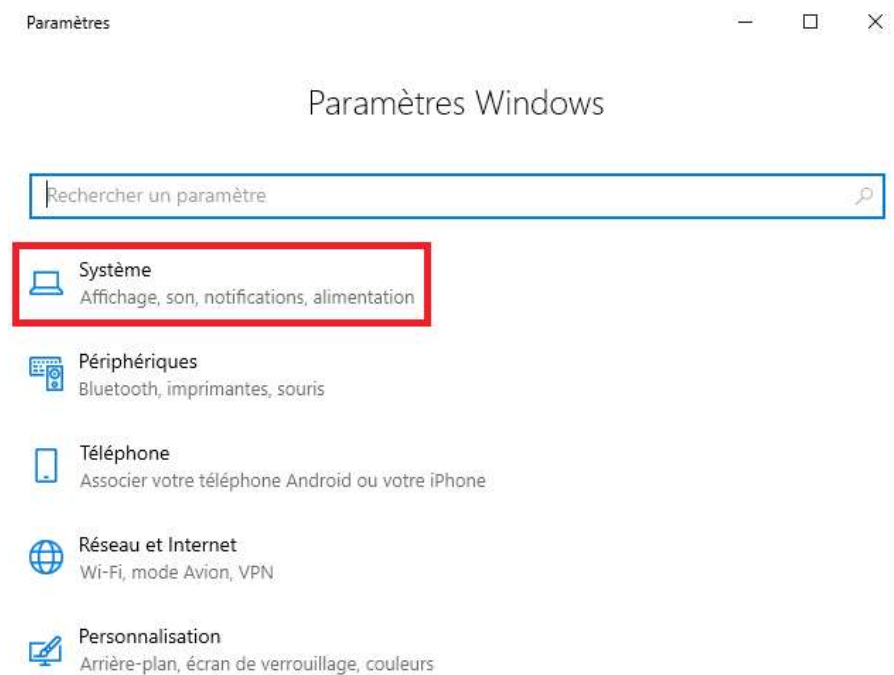 Paramètres
Paramètres Windows
Rechercher un paramètre
Système
Affichage, son, notifications, alimentation
Périphériques
Bluetooth, imprimantes, souris
Téléphone
Associer votre téléphone Android ou votre iPhone
Réseau et Internet
Wi-Fi, mode Avion, VPN
Personnalisation
Arrière-plan, écran de verrouillage, couleurs